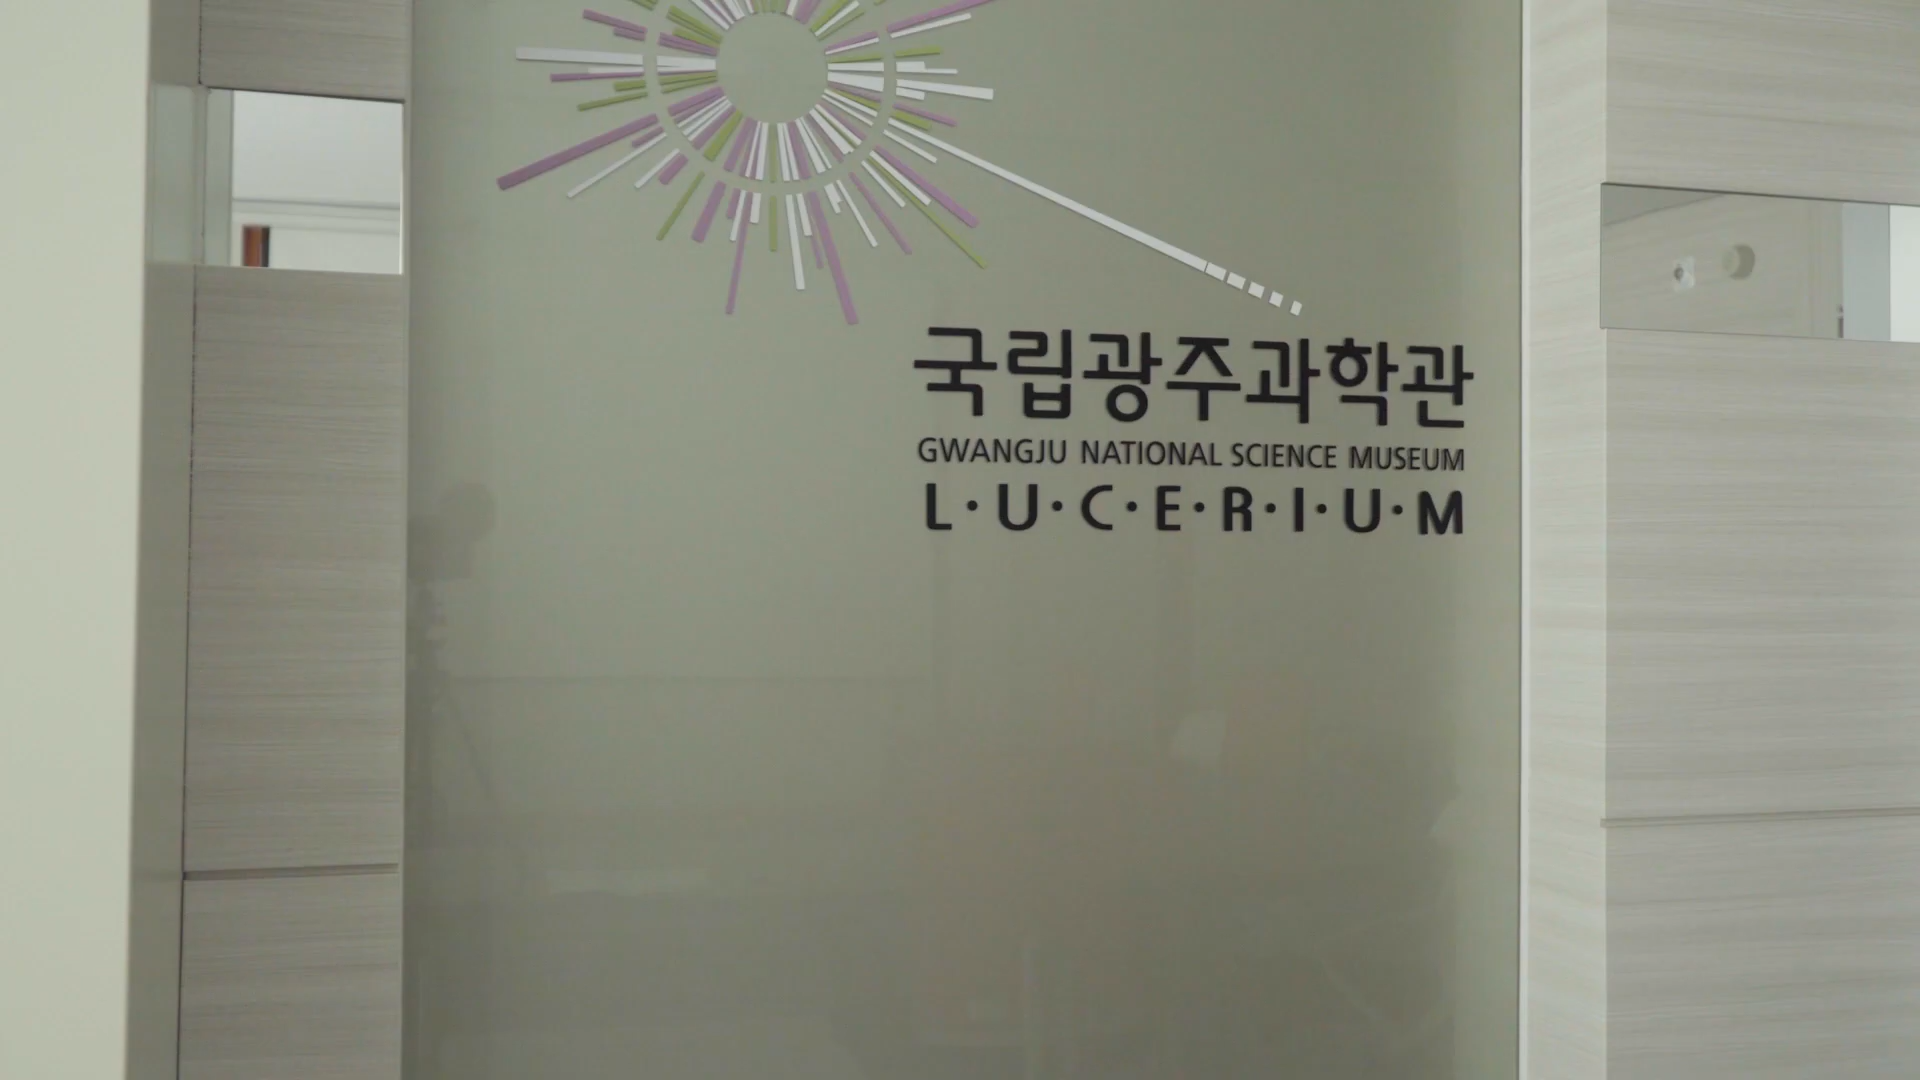 국립광주과학관
GWANGJU NATIONAL SCIENCE MUSEUM
L·U·C·E·R·I·U·M